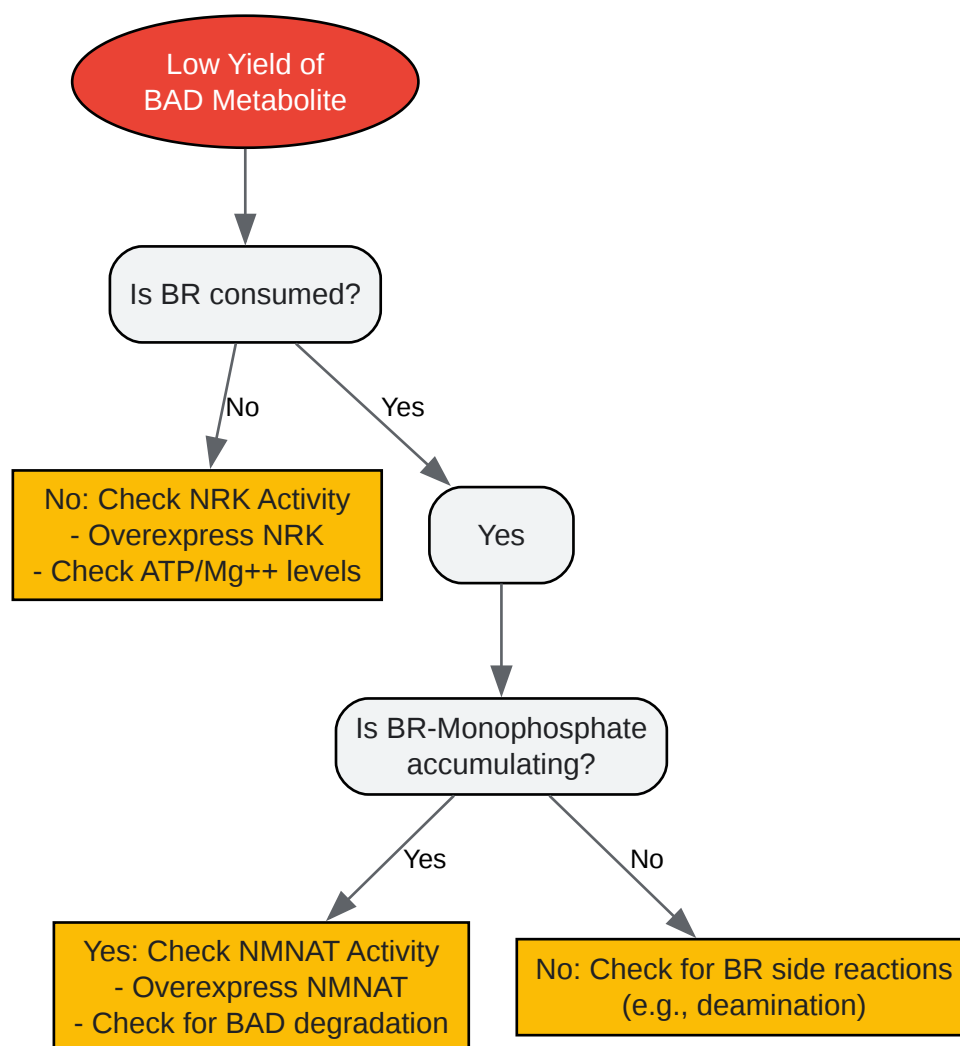 Low Yield of
BAD Metabolite
Is BR consumed?
No
Yes
No: Check NRK Activity
- Overexpress NRK
- Check ATP/Mg++ levels
Yes
Is BR-Monophosphate
accumulating?
Yes
No
Yes: Check NMNAT Activity
- Overexpress NMNAT
- Check for BAD degradation
No: Check for BR side reactions
(e.g., deamination)